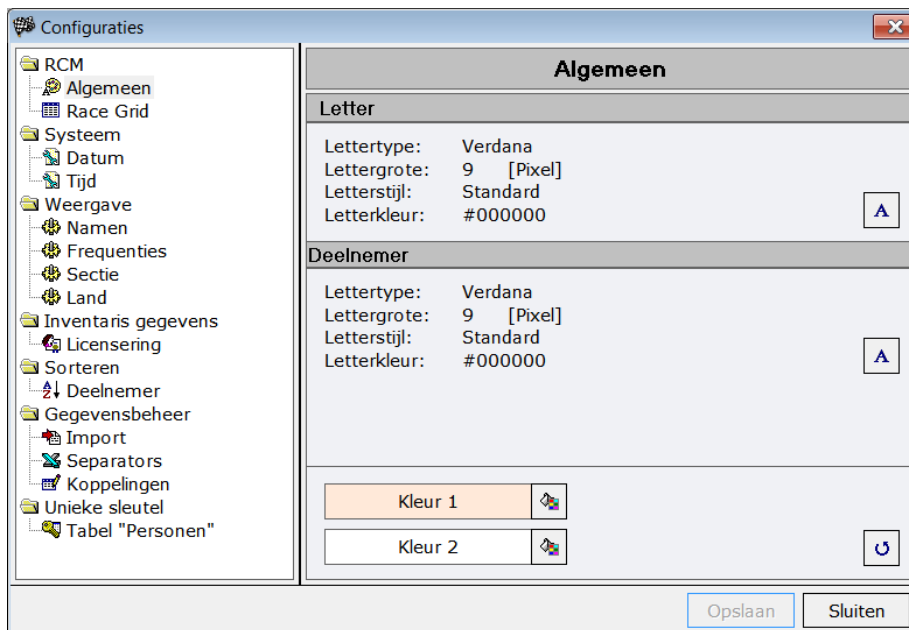 Configuraties
RCM
Algemeen
Race Grid
Systeem
Datum
Tijd
Weergave
Namen
Frequenties
Sectie
Land
Inventaris gegevens
Licensering
Sorteren
Deelnemer
Gegevensbeheer
Import
Separators
Koppelingen
Unieke sleutel
Tabel "Personen"
Algemeen
Letter
Lettertype: Verdana
Lettergrote: 9 [Pixel]
Letterstijl: Standard
Letterkleur: #000000
A
Deelnemer
Lettertype: Verdana
Lettergrote: 9 [Pixel]
Letterstijl: Standard
Letterkleur: #000000
A
Kleur 1
Kleur 2
Opslaan Sluiten